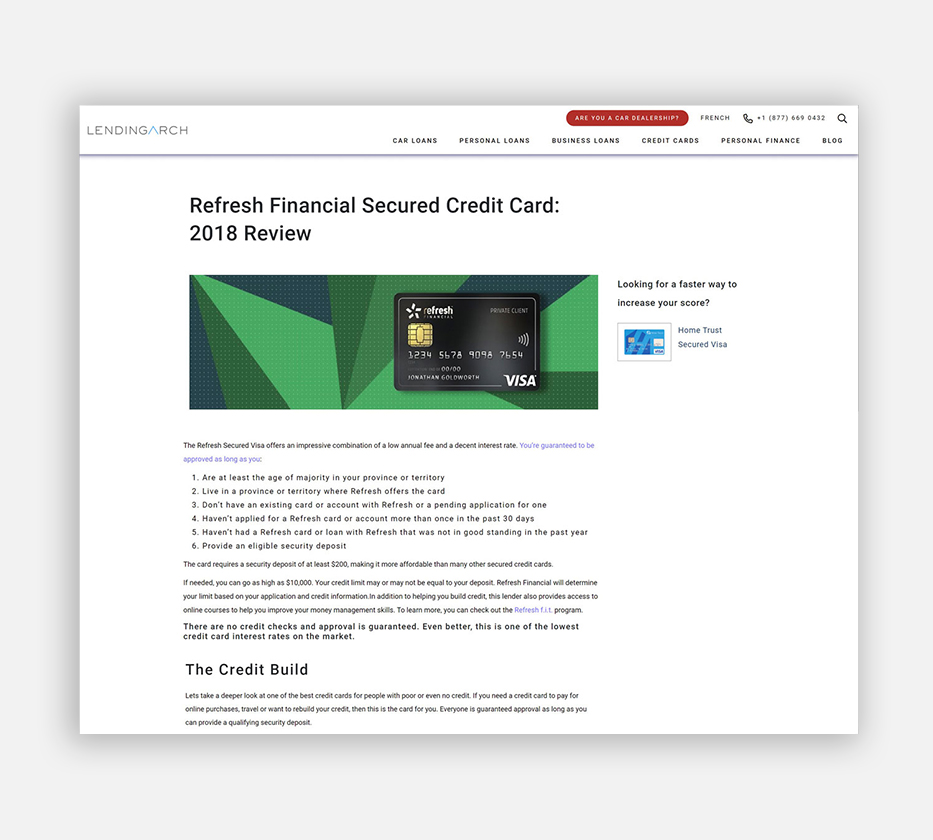 LENDINGARCH
ARE YOU A CAR DEALERSHIP?
FRENCH
+1 (877) 669 0432
CAR LOANS
PERSONAL LOANS
BUSINESS LOANS
CREDIT CARDS
PERSONAL FINANCE
BLOG
Refresh Financial Secured Credit Card:
2018 Review
refresh
FINANCIAL
PRIVATE CLIENT
1234 5678 9098 7654
00/00
JONATHAN GOLDWORTH
VISA
Looking for a faster way to
increase your score?
Home Trust
Secured Visa
The Refresh Secured Visa offers an impressive combination of a low annual fee and a decent interest rate. You're guaranteed to be
approved as long as you:
1. Are at least the age of majority in your province or territory
2. Live in a province or territory where Refresh offers the card
3. Don't have an existing card or account with Refresh or a pending application for one
4. Haven't applied for a Refresh card or account more than once in the past 30 days
5. Haven't had a Refresh card or loan with Refresh that was not in good standing in the past year
6. Provide an eligible security deposit
The card requires a security deposit of at least $200, making it more affordable than many other secured credit cards.
If needed, you can go as high as $10,000. Your credit limit may or may not be equal to your deposit. Refresh Financial will determine
your limit based on your application and credit information.In addition to helping you build credit, this lender also provides access to
online courses to help you improve your money management skills. To learn more, you can check out the Refresh f.i.t. program.
There are no credit checks and approval is guaranteed. Even better, this is one of the lowest
credit card interest rates on the market.
The Credit Build
Lets take a deeper look at one of the best credit cards for people with poor or even no credit. If you need a credit card to pay for
online purchases, travel or want to rebuild your credit, then this is the card for you. Everyone is guaranteed approval as long as you
can provide a qualifying security deposit.